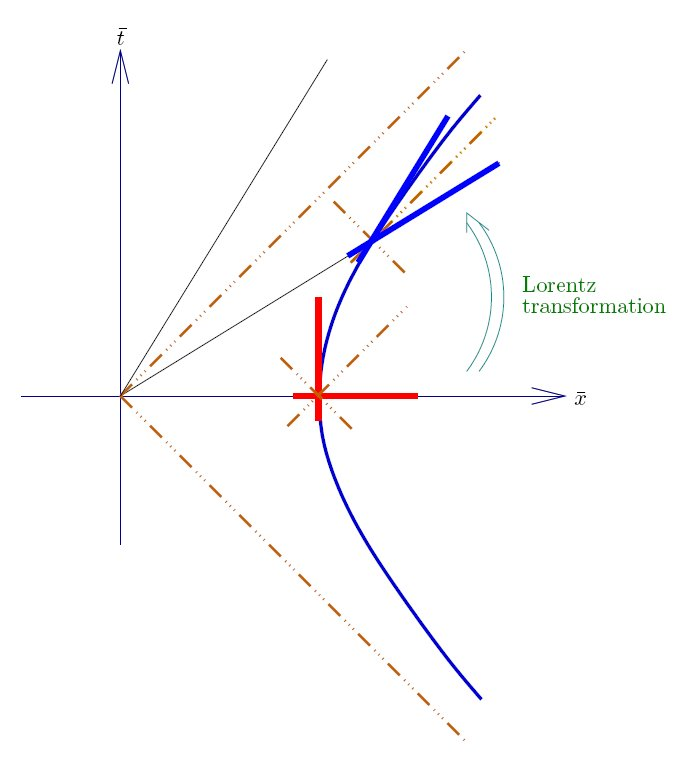 t̄
Lorentz
transformation
x̄